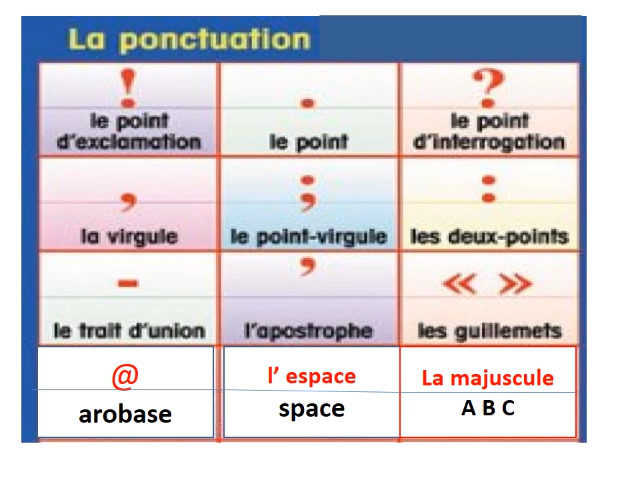 La ponctuation
!
le point
d'exclamation
.
le point
?
le point
d'interrogation
,
la virgule
;
le point-virgule
:
les deux-points
-
le trait d'union
'
l'apostrophe
« »
les guillemets
@
arobase
l' espace
space
La majuscule
A B C